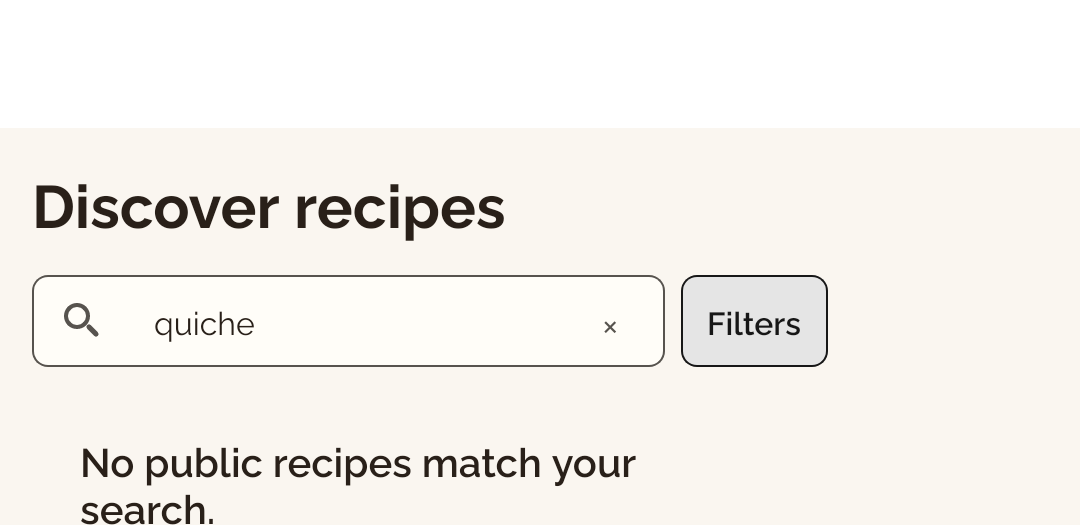 Discover recipes
quiche ×
Filters
No public recipes match your
search.